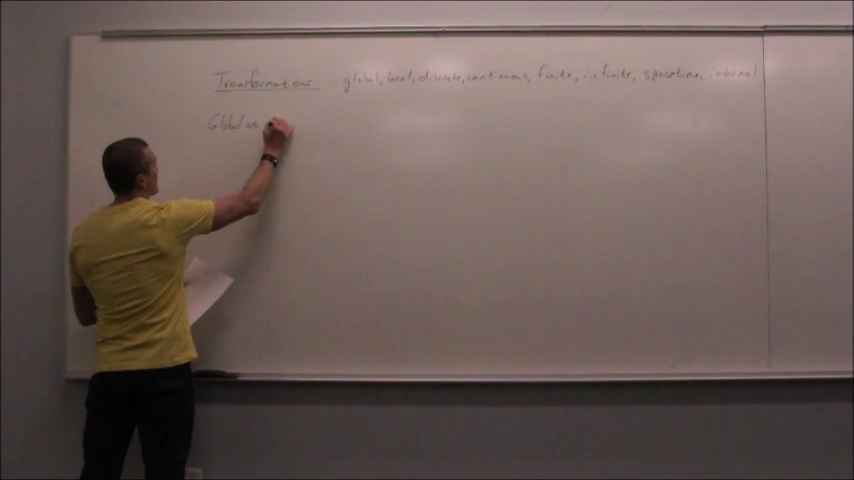 Transformations global, local, discrete, continuous, finite, infinite, spacetime, internal
Global vs